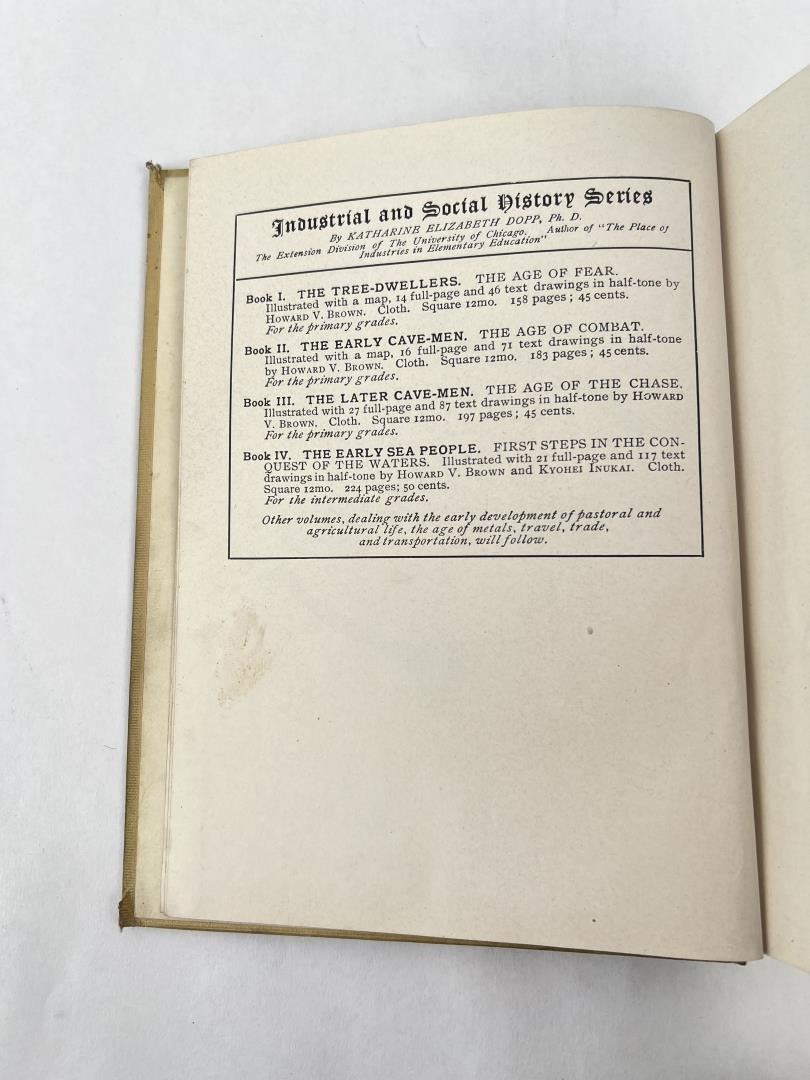 Industrial and Social History Series
By KATHARINE ELIZABETH DOPP, Ph. D.
The Extension Division of The University of Chicago. Author of "The Place of
Industries in Elementary Education"
Book I. THE TREE-DWELLERS. THE AGE OF FEAR.
Illustrated with a map, 14 full-page and 46 text drawings in half-tone by
HOWARD V. BROWN. Cloth. Square 12mo. 158 pages; 45 cents.
For the primary grades.
Book II. THE EARLY CAVE-MEN. THE AGE OF COMBAT.
Illustrated with a map, 16 full-page and 71 text drawings in half-tone
by HOWARD V. BROWN. Cloth. Square 12mo. 183 pages; 45 cents.
For the primary grades.
Book III. THE LATER CAVE-MEN. THE AGE OF THE CHASE.
Illustrated with 27 full-page and 87 text drawings in half-tone by HOWARD
V. BROWN. Cloth. Square 12mo. 197 pages; 45 cents.
For the primary grades.
Book IV. THE EARLY SEA PEOPLE. FIRST STEPS IN THE CON-
QUEST OF THE WATERS. Illustrated with 21 full-page and 117 text
drawings in half-tone by HOWARD V. BROWN and KYOHEI INUKAI. Cloth.
Square 12mo. 224 pages; 50 cents.
For the intermediate grades.
Other volumes, dealing with the early development of pastoral and
agricultural life, the age of metals, travel, trade,
and transportation, will follow.